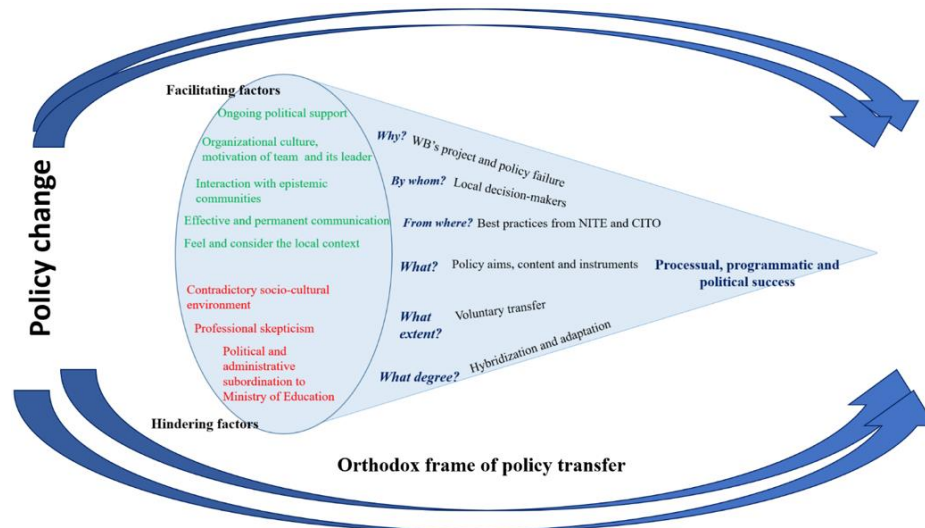 Policy change
Facilitating factors
Ongoing political support
Organizational culture,
motivation of team and its leader
Interaction with epistemic
communities
Effective and permanent communication
Feel and consider the local context
Contradictory socio-cultural
environment
Professional skepticism
Political and
administrative
subordination to
Ministry of Education
Hindering factors
Why? WB's project and policy failure
By whom? Local decision-makers
From where? Best practices from NITE and CITO
What? Policy aims, content and instruments
What
extent?
Voluntary transfer
What degree? Hybridization and adaptation
Processual, programmatic and
political success
Orthodox frame of policy transfer